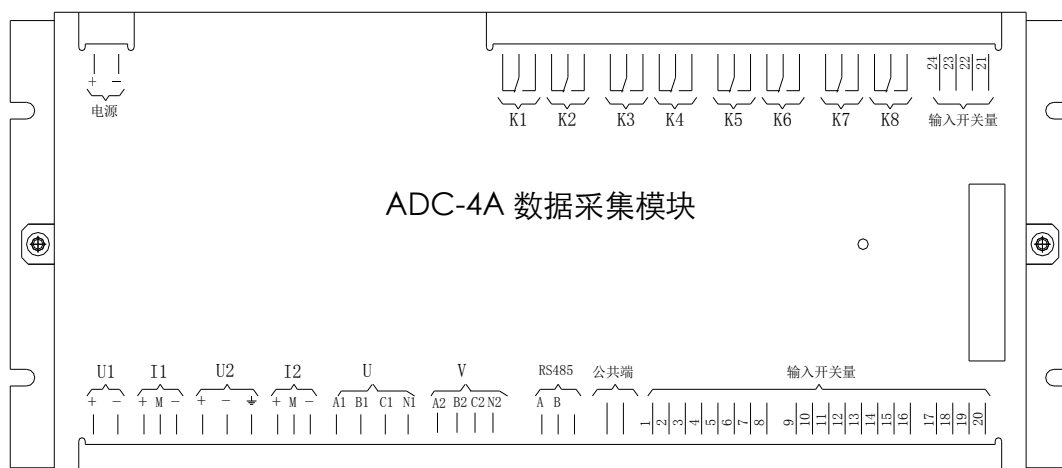 24 23 22 21
+ −
电源
K1 K2 K3 K4 K5 K6 K7 K8 输入开关量
ADC-4A 数据采集模块
U1 I1 U2 I2 U V RS485 公共端 输入开关量
+ − + M − + − + M − A1 B1 C1 N1 A2 B2 C2 N2 A B
1 2 3 4 5 6 7 8 9 10 11 12 13 14 15 16 17 18 19 20